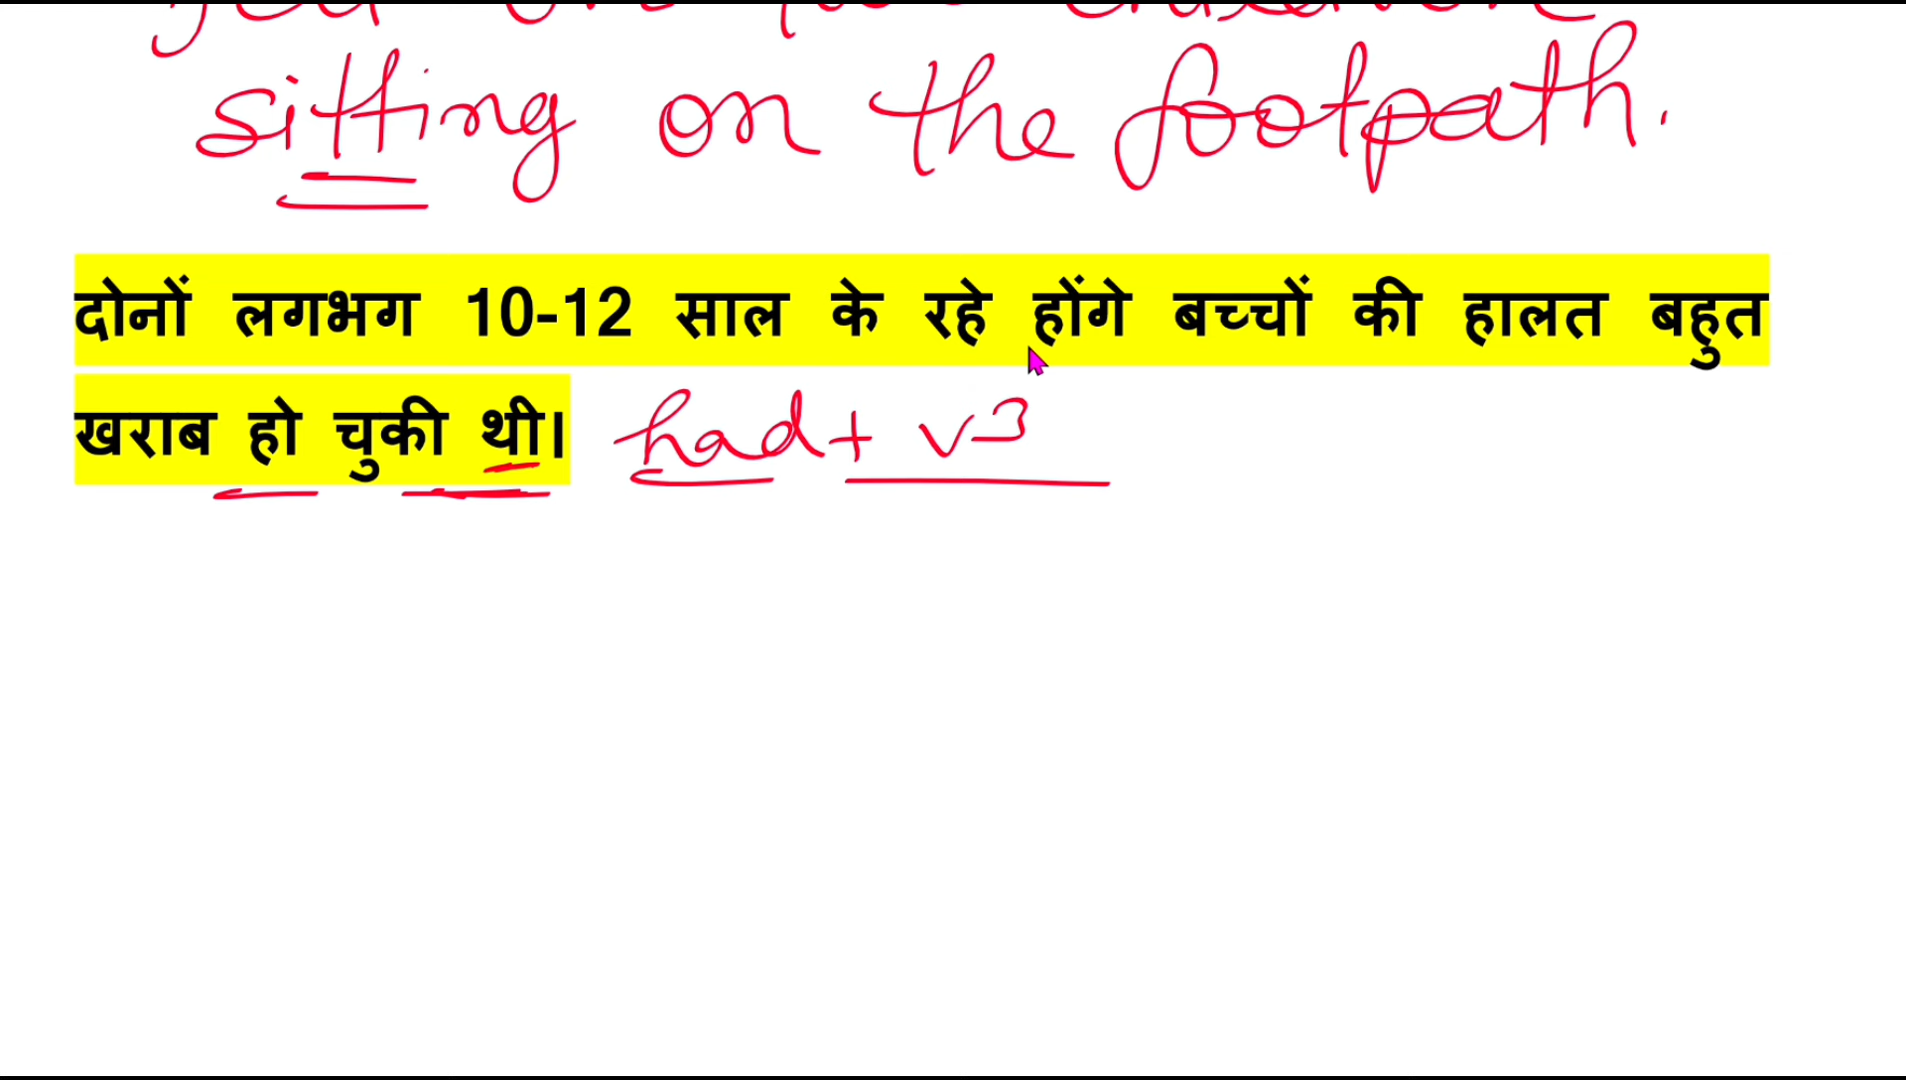 sitting on the footpath.
दोनों लगभग 10-12 साल के रहे होंगे बच्चों की हालत बहुत
खराब हो चुकी थी। had + v3